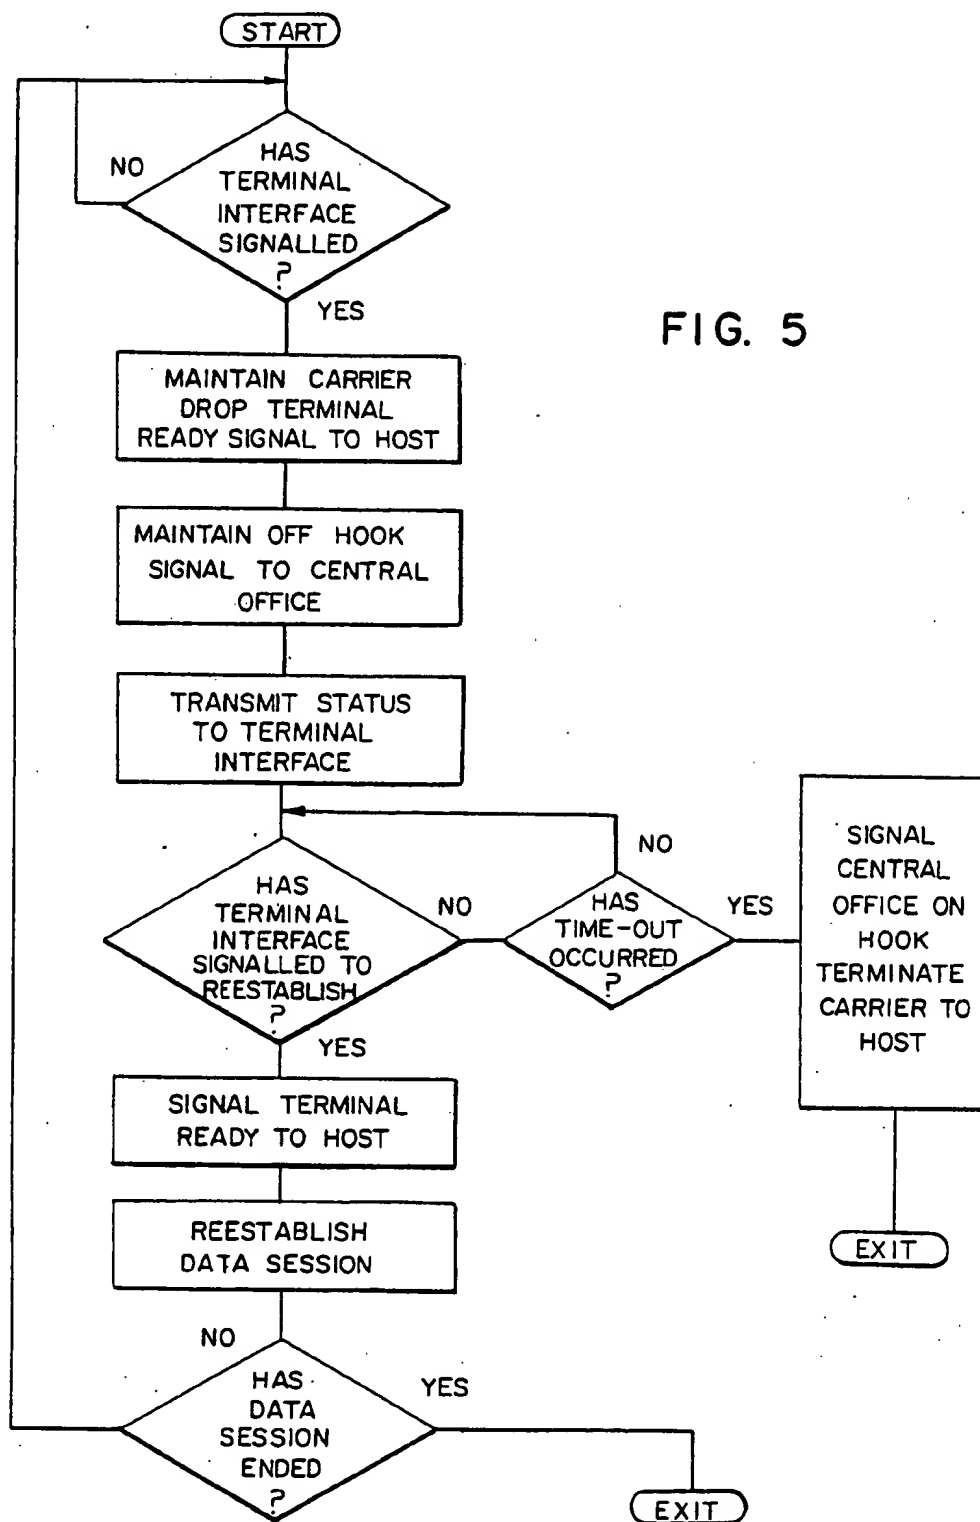 START
HAS
TERMINAL
INTERFACE
SIGNALLED
?
NO
YES
FIG. 5
MAINTAIN CARRIER
DROP TERMINAL
READY SIGNAL TO HOST
MAINTAIN OFF HOOK
SIGNAL TO CENTRAL
OFFICE
TRANSMIT STATUS
TO TERMINAL
INTERFACE
HAS
TERMINAL
INTERFACE
SIGNALLED TO
REESTABLISH
?
NO
YES
HAS
TIME-OUT
OCCURRED
?
NO
YES
SIGNAL
CENTRAL
OFFICE ON
HOOK
TERMINATE
CARRIER TO
HOST
EXIT
SIGNAL TERMINAL
READY TO HOST
REESTABLISH
DATA SESSION
NO
HAS
DATA
SESSION
ENDED
?
YES
EXIT